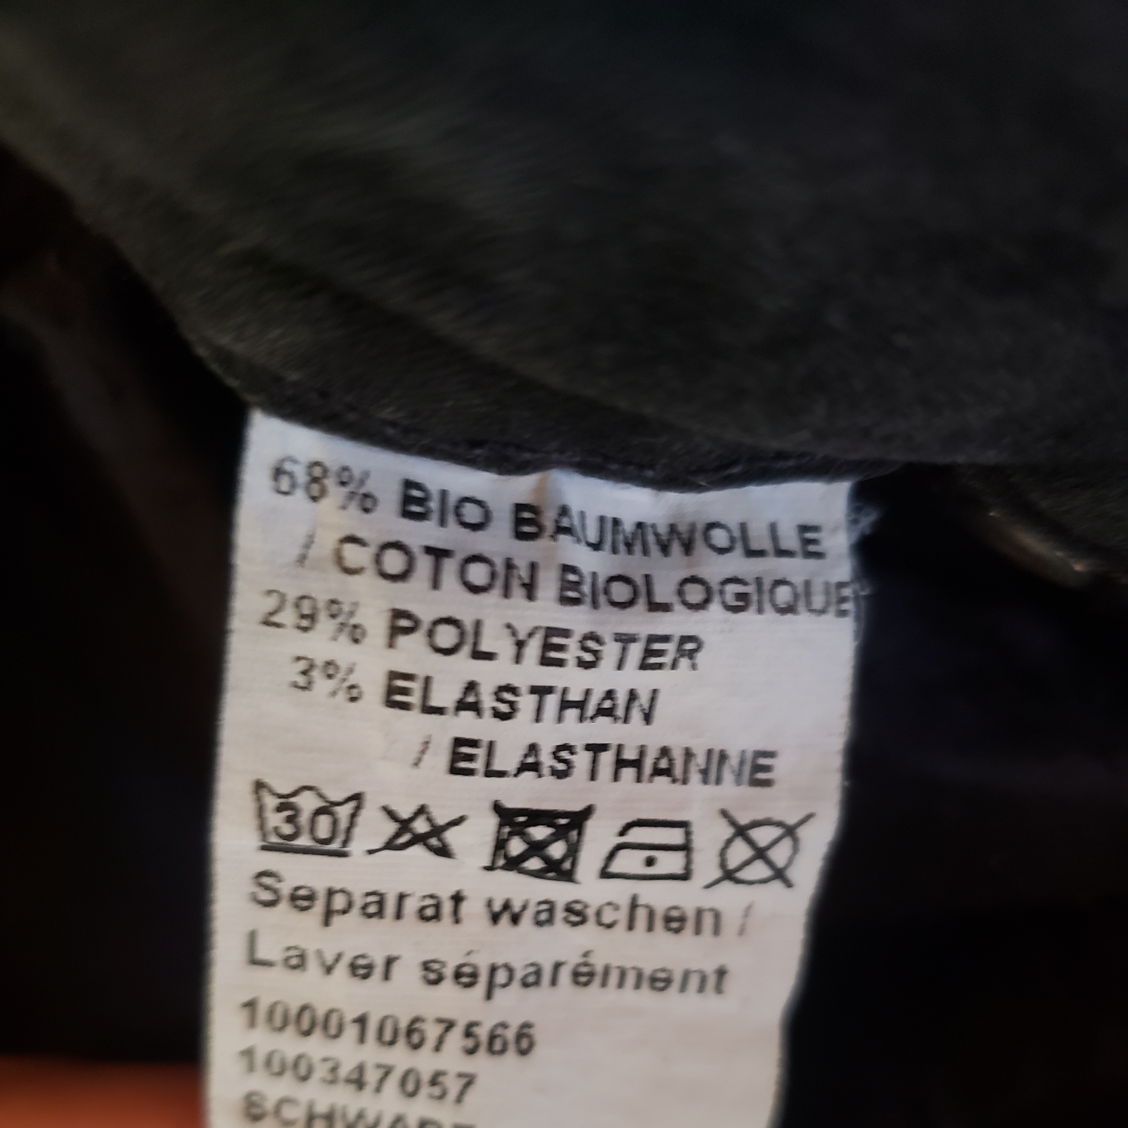 68% BIO BAUMWOLLE
/ COTON BIOLOGIQUE
29% POLYESTER
3% ELASTHAN
/ ELASTHANNE
30
Separat waschen /
Laver séparément
10001067566
100347057